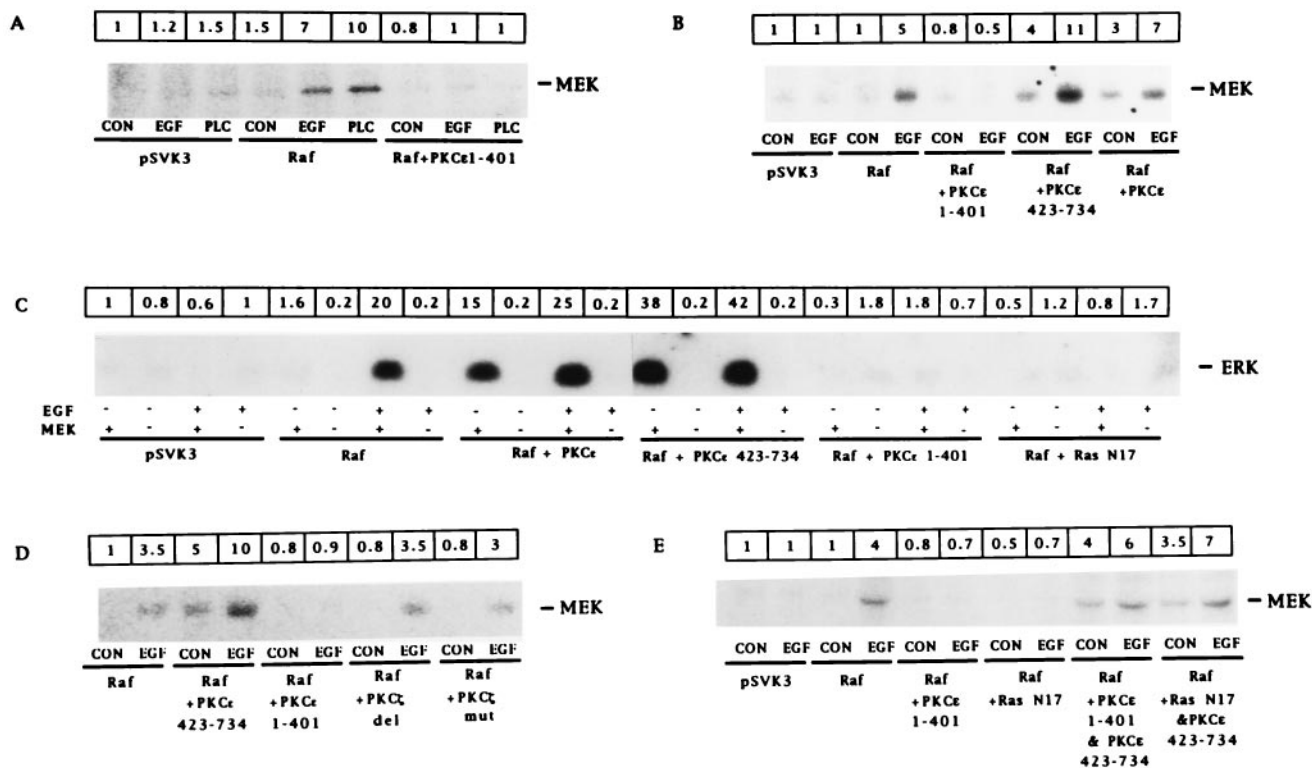 A
1 1.2 1.5 1.5 7 10 0.8 1 1
– MEK
CON EGF PLC CON EGF PLC CON EGF PLC
pSVK3 Raf Raf+PKCε1-401
B
1 1 1 5 0.8 0.5 4 11 3 7
– MEK
CON EGF CON EGF CON EGF CON EGF CON EGF
pSVK3 Raf Raf Raf Raf
+PKCε +PKCε +PKCε
1-401 423-734
C
1 0.8 0.6 1 1.6 0.2 20 0.2 15 0.2 25 0.2 38 0.2 42 0.2 0.3 1.8 1.8 0.7 0.5 1.2 0.8 1.7
– ERK
EGF - - + + - - + + - - + + - - + + - - + + - - + +
MEK + - + - + - + - + - + - + - + - + - + - + - + -
pSVK3 Raf Raf + PKCε Raf + PKCε 423-734 Raf + PKCε 1-401 Raf + Ras N17
D
1 3.5 5 10 0.8 0.9 0.8 3.5 0.8 3
– MEK
CON EGF CON EGF CON EGF CON EGF CON EGF
Raf Raf Raf Raf Raf
+PKCε +PKCε +PKCζ +PKCζ
423-734 1-401 del mut
E
1 1 1 4 0.8 0.7 0.5 0.7 4 6 3.5 7
– MEK
CON EGF CON EGF CON EGF CON EGF CON EGF CON EGF
pSVK3 Raf Raf Raf Raf Raf
+PKCε +Ras N17 +PKCε +Ras N17
1-401 1-401 &PKCε
& PKCε 423-734
423-734